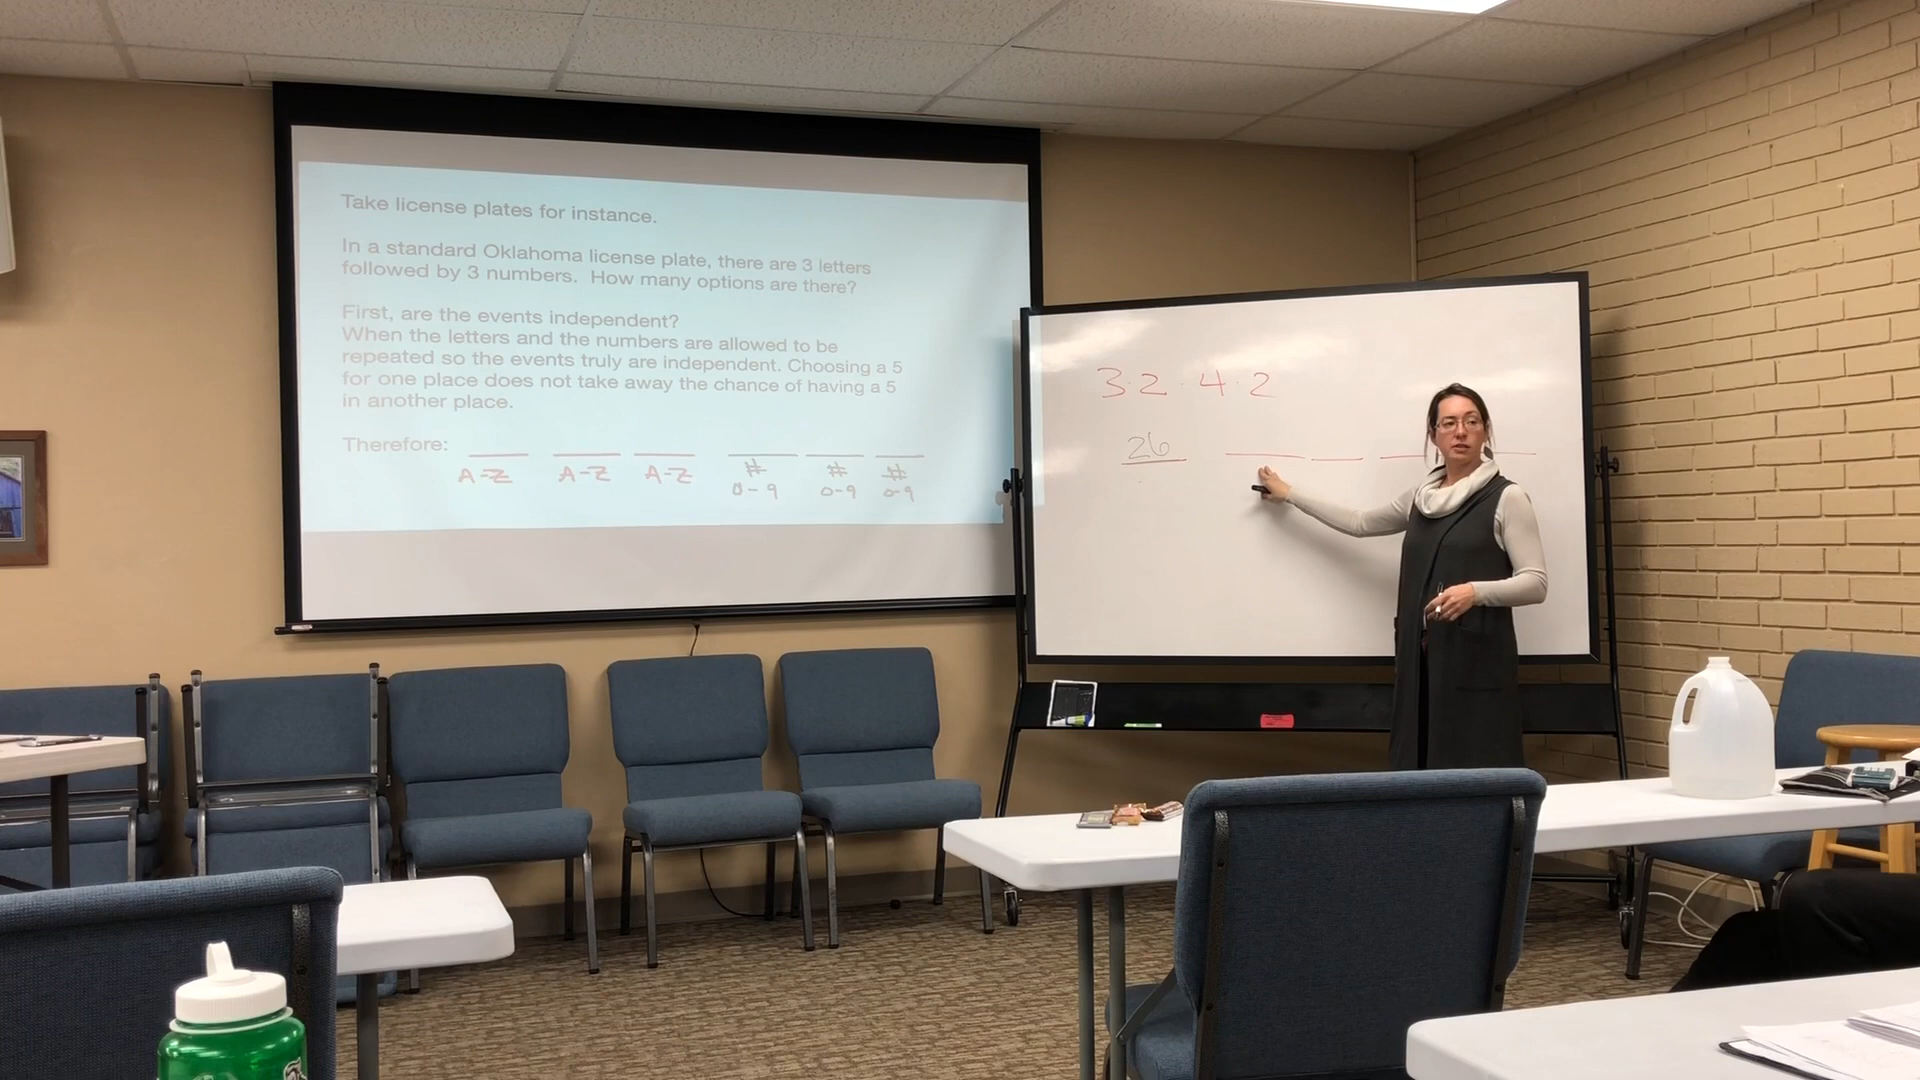 Take license plates for instance.
In a standard Oklahoma license plate, there are 3 letters
followed by 3 numbers. How many options are there?
First, are the events independent?
When the letters and the numbers are allowed to be
repeated so the events truly are independent. Choosing a 5
for one place does not take away the chance of having a 5
in another place.
Therefore:
A-Z A-Z A-Z # # #
0-9 0-9 0-9
3·2·4·2
26